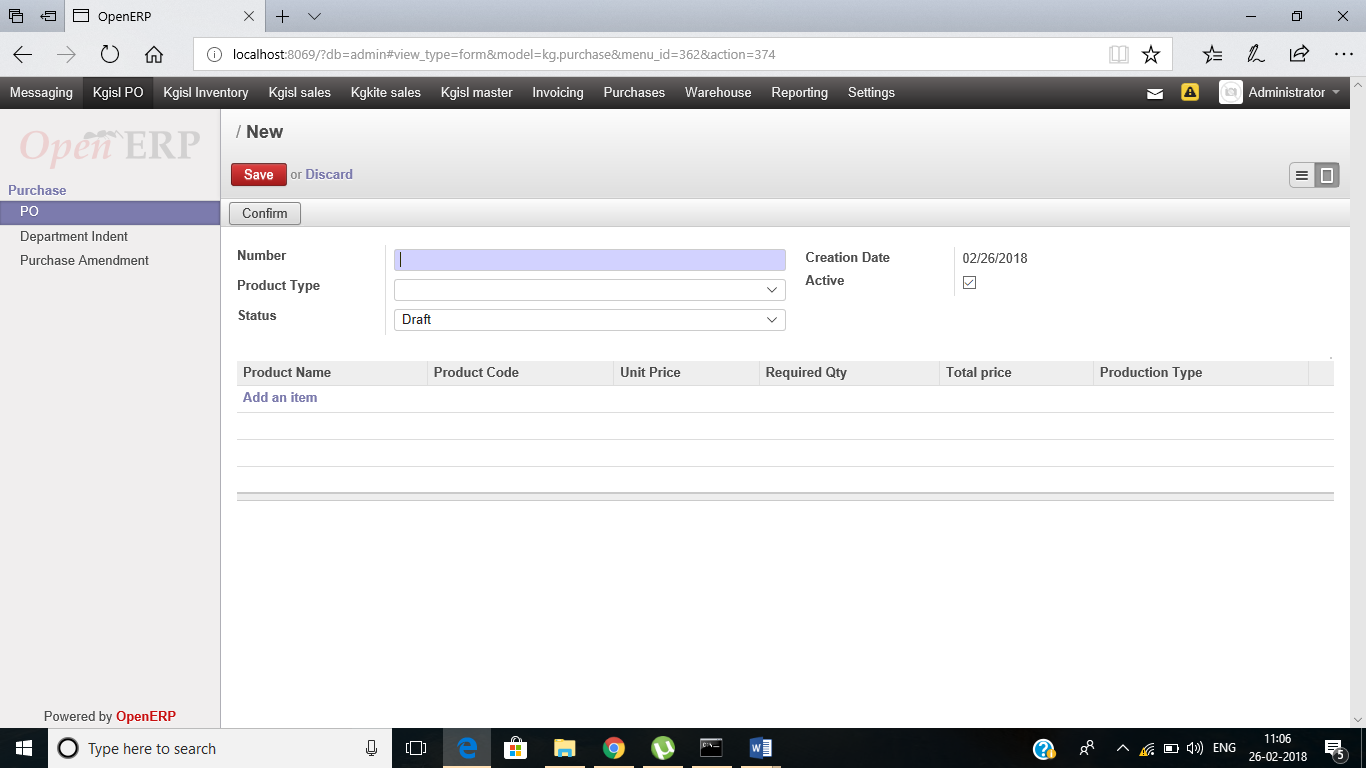 OpenERP
localhost:8069/?db=admin#view_type=form&model=kg.purchase&menu_id=362&action=374
Messaging Kgisl PO Kgisl Inventory Kgisl sales Kgkite sales Kgisl master Invoicing Purchases Warehouse Reporting Settings Administrator
Open ERP
/ New
Save or Discard
Purchase
PO
Department Indent
Purchase Amendment
Confirm
Number
Creation Date 02/26/2018
Product Type
Active
Status Draft
Product Name Product Code Unit Price Required Qty Total price Production Type
Add an item
Powered by OpenERP
Type here to search
ENG
11:06
26-02-2018
5